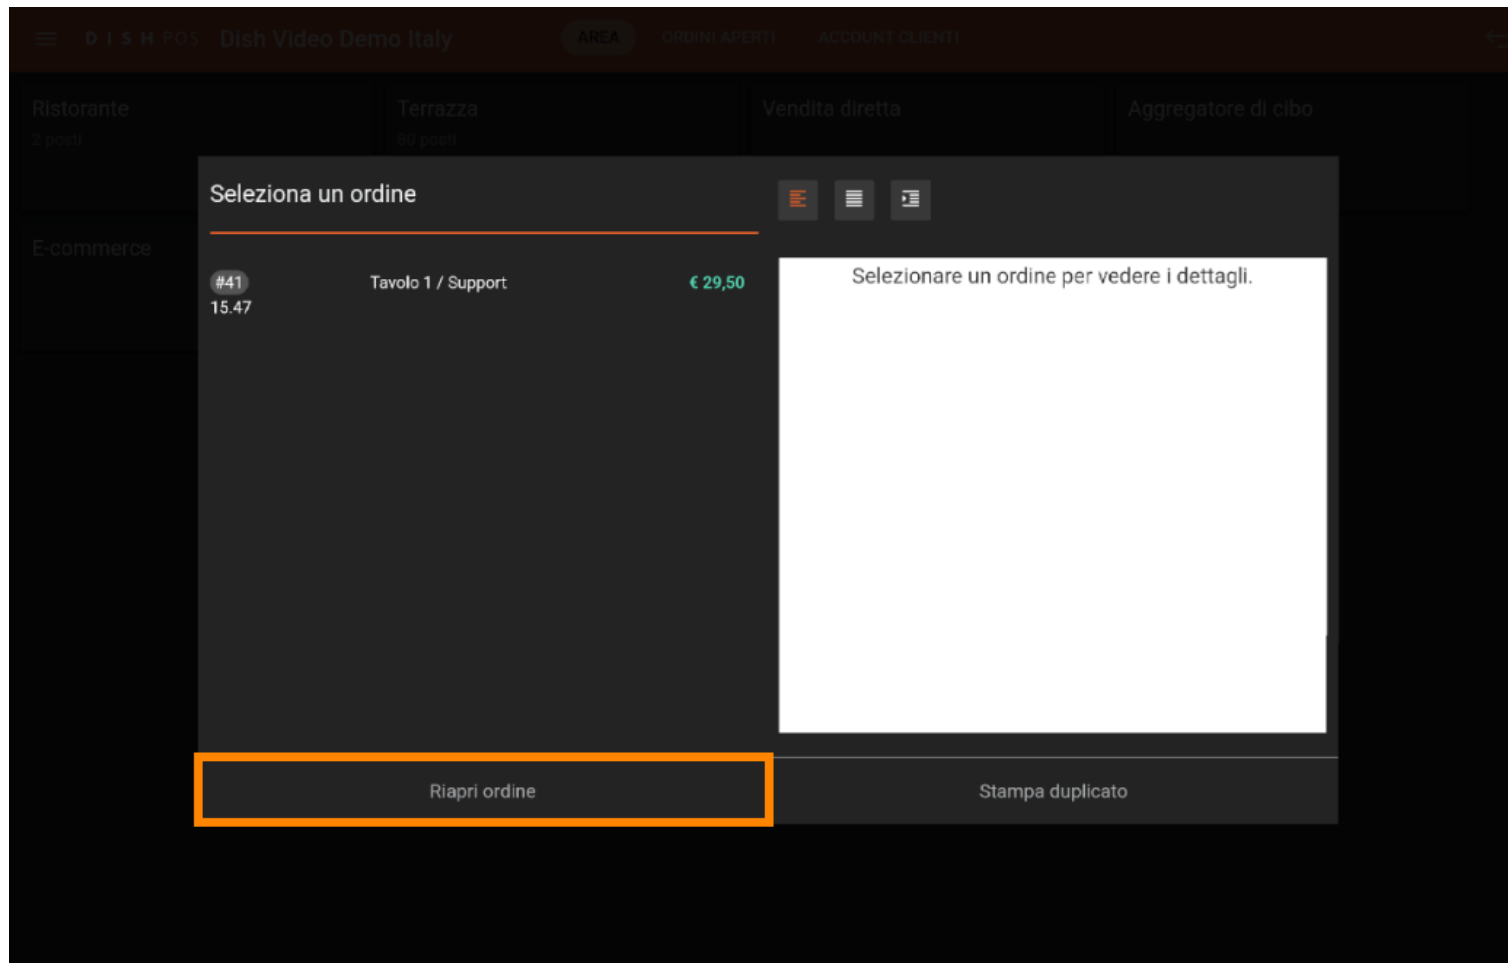 DISH POS Dish Video Demo Italy AREA ORDINI APERTI ACCOUNT CLIENTI
Ristorante Terrazza Vendita diretta Aggregatore di cibo
2 posti 80 posti
Seleziona un ordine
E-commerce
#41 Tavolo 1 / Support € 29,50
15.47
Selezionare un ordine per vedere i dettagli.
Riapri ordine Stampa duplicato